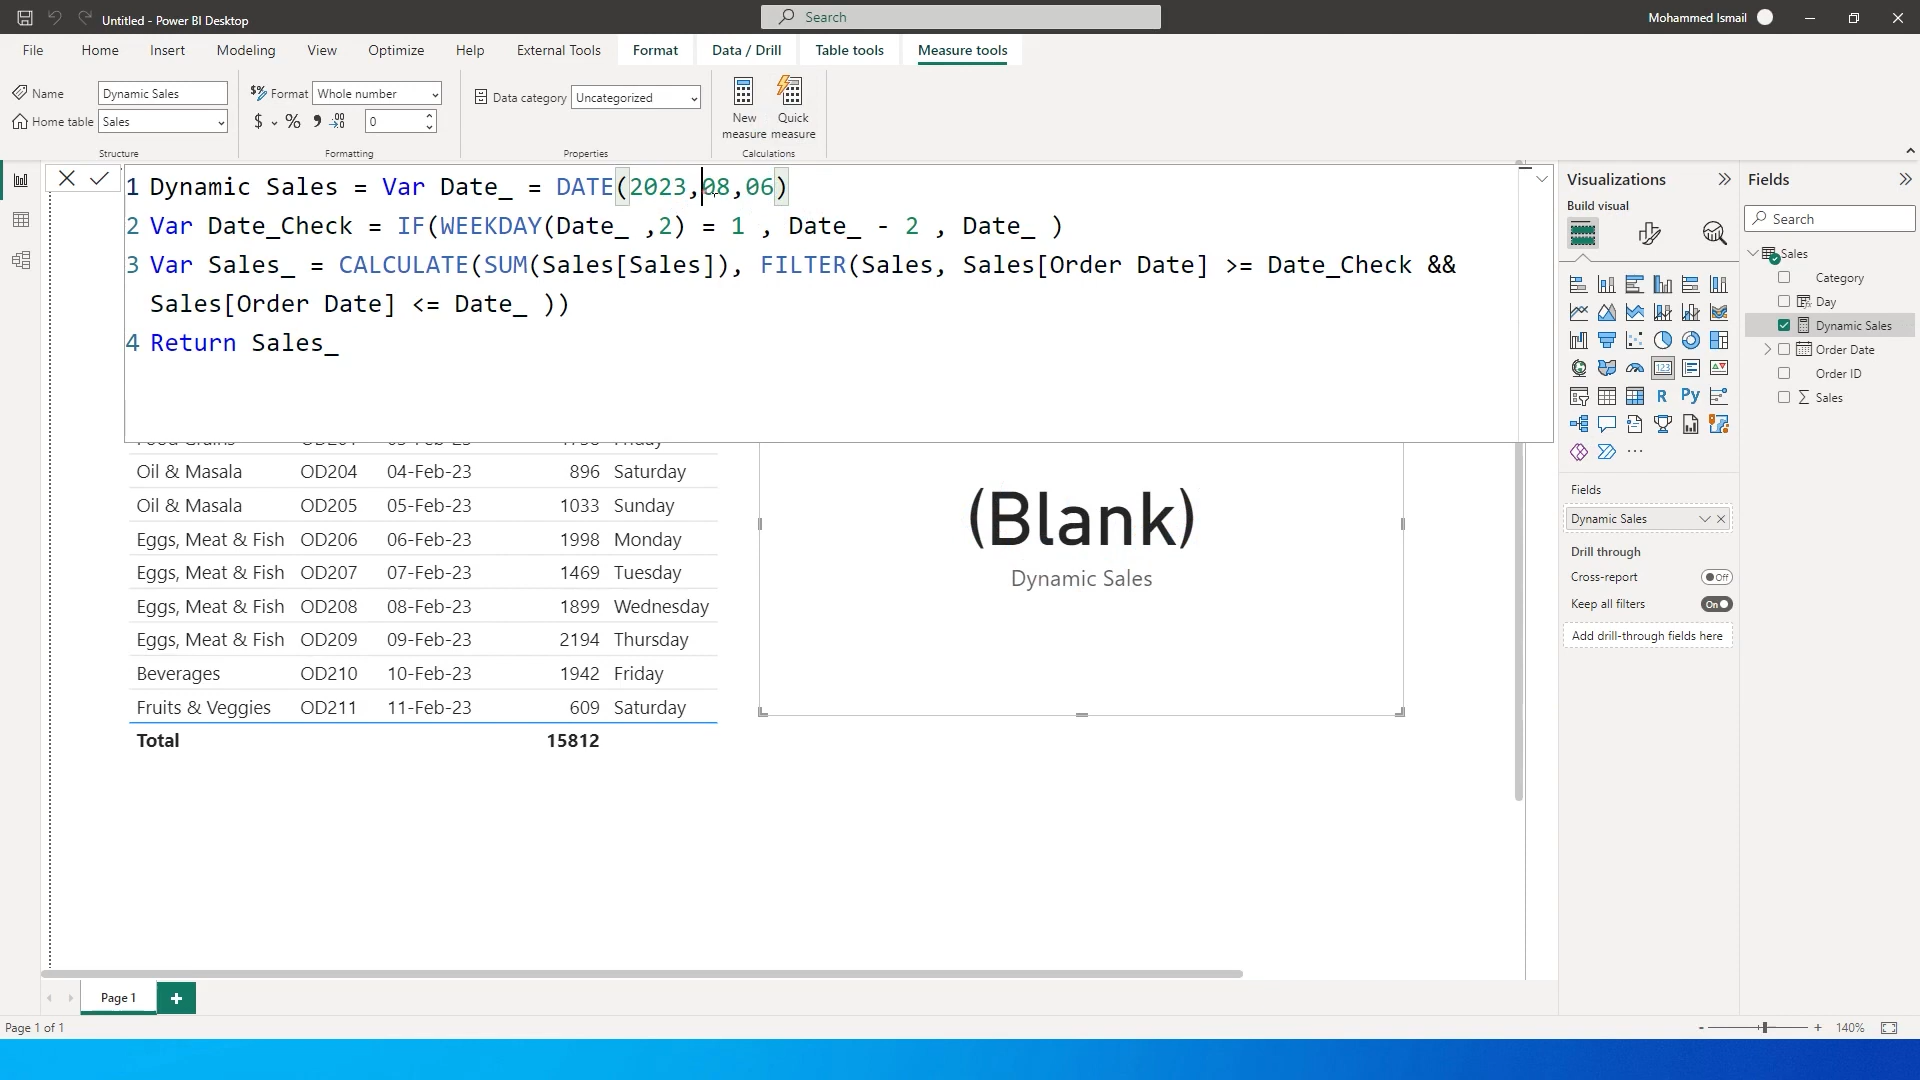 Untitled - Power BI Desktop
Search
Mohammed Ismail
File Home Insert Modeling View Optimize Help External Tools Format Data / Drill Table tools Measure tools
Name Dynamic Sales
Home table Sales
Structure
Format Whole number
$ % 0
Formatting
Data category Uncategorized
Properties
New measure
Quick measure
Calculations
1 Dynamic Sales = Var Date_ = DATE(2023,08,06)
2 Var Date_Check = IF(WEEKDAY(Date_ ,2) = 1 , Date_ - 2 , Date_ )
3 Var Sales_ = CALCULATE(SUM(Sales[Sales]), FILTER(Sales, Sales[Order Date] >= Date_Check &&
Sales[Order Date] <= Date_ ))
4 Return Sales_
Oil & Masala OD204 04-Feb-23 896 Saturday
Oil & Masala OD205 05-Feb-23 1033 Sunday
Eggs, Meat & Fish OD206 06-Feb-23 1998 Monday
Eggs, Meat & Fish OD207 07-Feb-23 1469 Tuesday
Eggs, Meat & Fish OD208 08-Feb-23 1899 Wednesday
Eggs, Meat & Fish OD209 09-Feb-23 2194 Thursday
Beverages OD210 10-Feb-23 1942 Friday
Fruits & Veggies OD211 11-Feb-23 609 Saturday
Total 15812
(Blank)
Dynamic Sales
Visualizations
Build visual
R Py
123
Fields
Dynamic Sales
Drill through
Cross-report Off
Keep all filters On
Add drill-through fields here
Fields
Search
Sales
Category
Day
Dynamic Sales
Order Date
Order ID
Sales
Page 1
Page 1 of 1
- + 140%